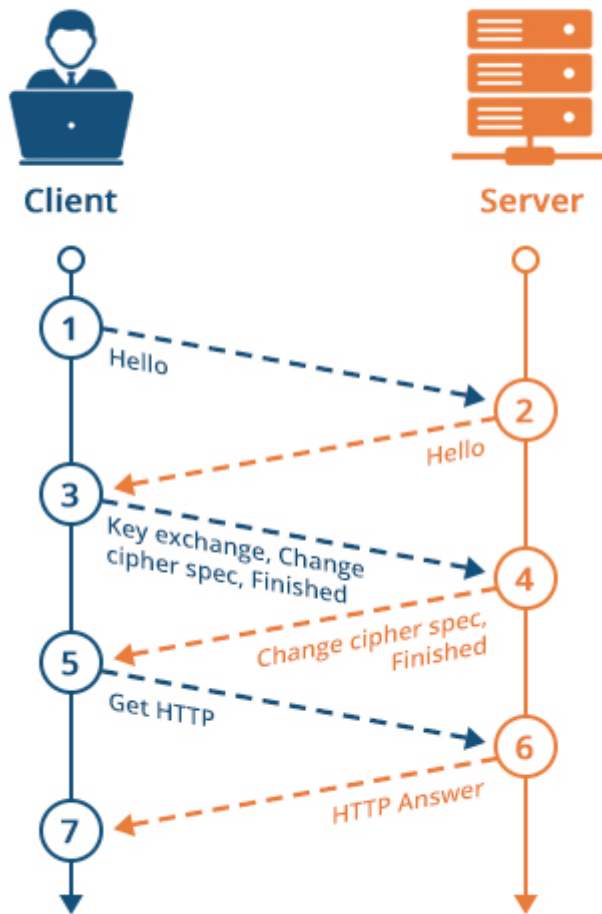 Client
Server
1
Hello
2
Hello
3
Key exchange, Change
cipher spec, Finished
4
Change cipher spec,
Finished
5
Get HTTP
6
HTTP Answer
7